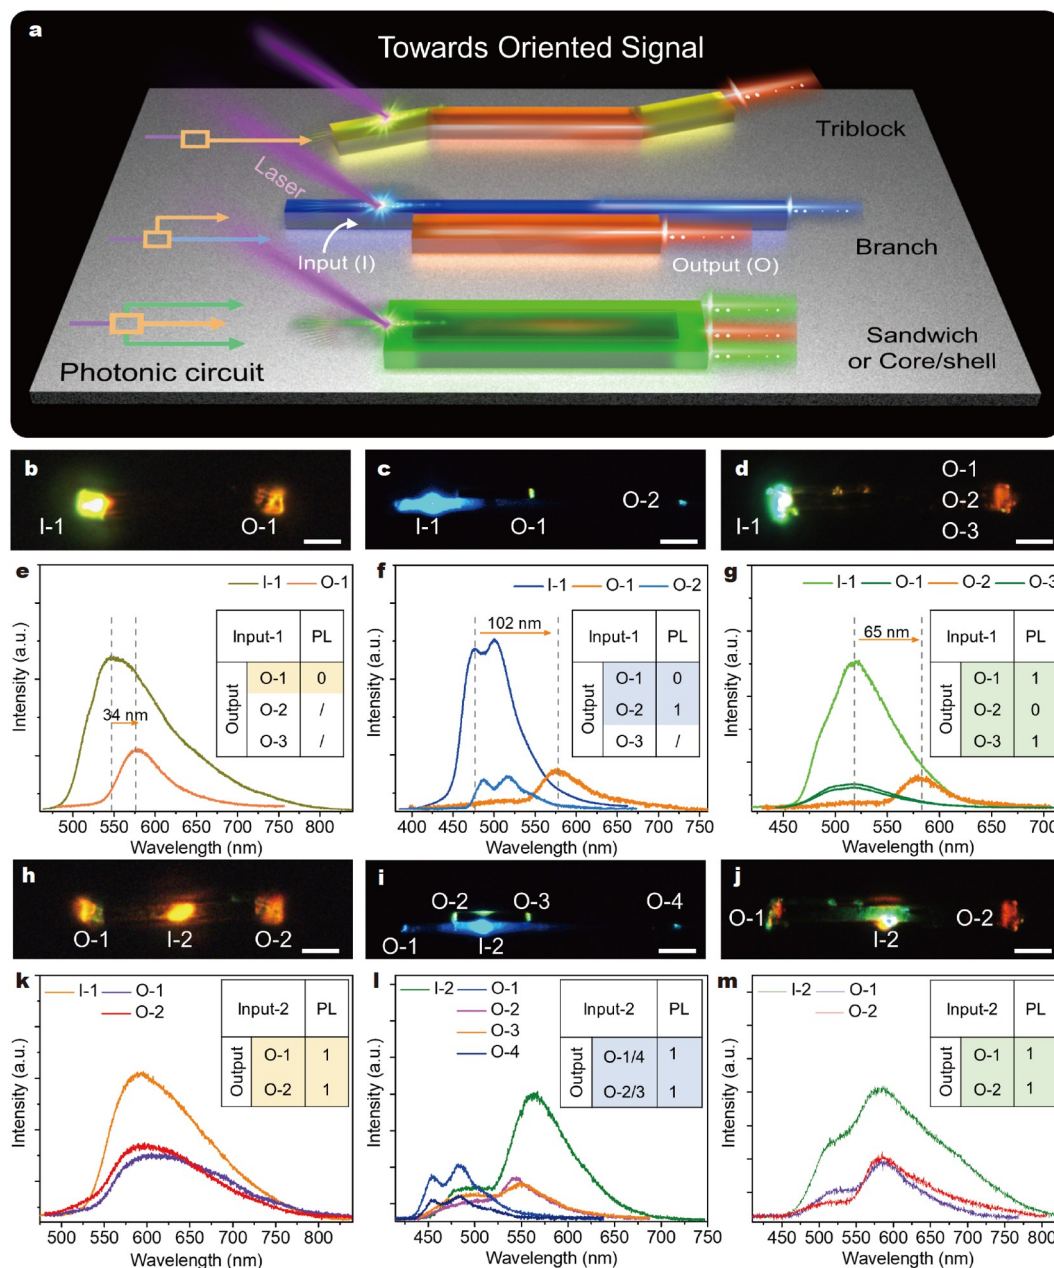 a
Towards Oriented Signal
Triblock
Laser
Input (I)
Output (O)
Branch
Photonic circuit
Sandwich
or Core/shell
b
I-1
O-1
c
I-1
O-1
O-2
d
I-1
O-1
O-2
O-3
e
I-1 O-1
Intensity (a.u.)
34 nm
Input-1 PL
Output
O-1 0
O-2 /
O-3 /
500 550 600 650 700 750 800
Wavelength (nm)
f
I-1 O-1 O-2
Intensity (a.u.)
102 nm
Input-1 PL
Output
O-1 0
O-2 1
O-3 /
400 450 500 550 600 650 700 750
Wavelength (nm)
g
I-1 O-1 O-2 O-3
Intensity (a.u.)
65 nm
Input-1 PL
Output
O-1 1
O-2 0
O-3 1
450 500 550 600 650 700
Wavelength (nm)
h
O-1
I-2
O-2
i
O-1
O-2
I-2
O-3
O-4
j
O-1
I-2
O-2
k
I-1 O-1
O-2
Intensity (a.u.)
Input-2 PL
Output
O-1 1
O-2 1
500 550 600 650 700 750 800
Wavelength (nm)
l
I-2 O-1
O-2
O-3
O-4
Intensity (a.u.)
Input-2 PL
Output
O-1/4 1
O-2/3 1
400 450 500 550 600 650 700 750
Wavelength (nm)
m
I-2 O-1
O-2
Intensity (a.u.)
Input-2 PL
Output
O-1 1
O-2 1
450 500 550 600 650 700 750 800
Wavelength (nm)